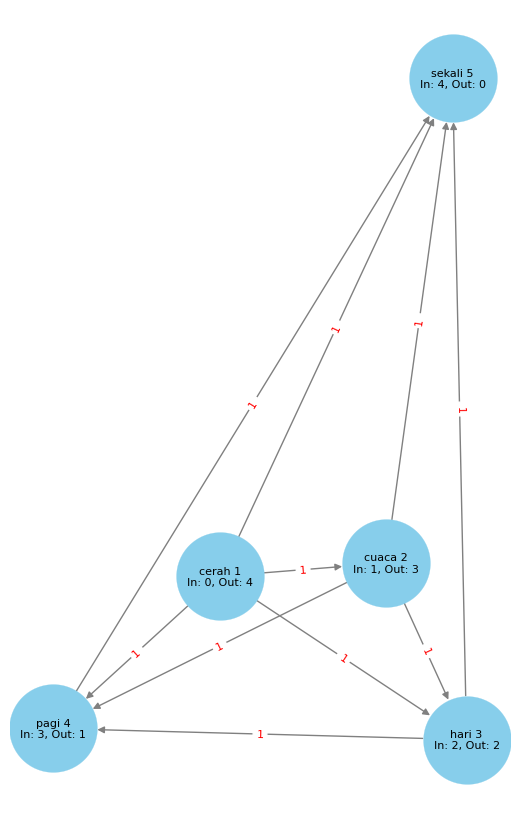 sekali 5
In: 4, Out: 0
1
1
1
1
cerah 1
In: 0, Out: 4
1
cuaca 2
In: 1, Out: 3
1
1
1
1
pagi 4
In: 3, Out: 1
1
hari 3
In: 2, Out: 2